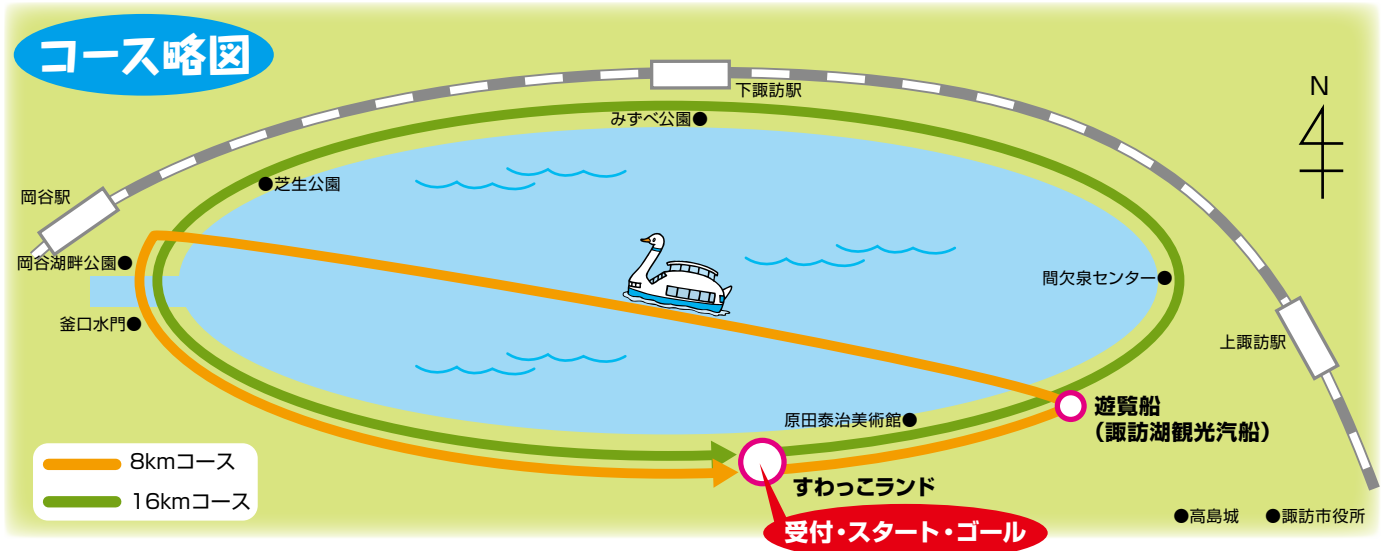 コース略図
N
下諏訪駅
みずべ公園●
●芝生公園
岡谷駅
岡谷湖畔公園●
間欠泉センター●
釜口水門●
上諏訪駅
原田泰治美術館●
遊覧船
（諏訪湖観光汽船）
8kmコース
16kmコース
すわっこランド
受付・スタート・ゴール
●高島城 ●諏訪市役所